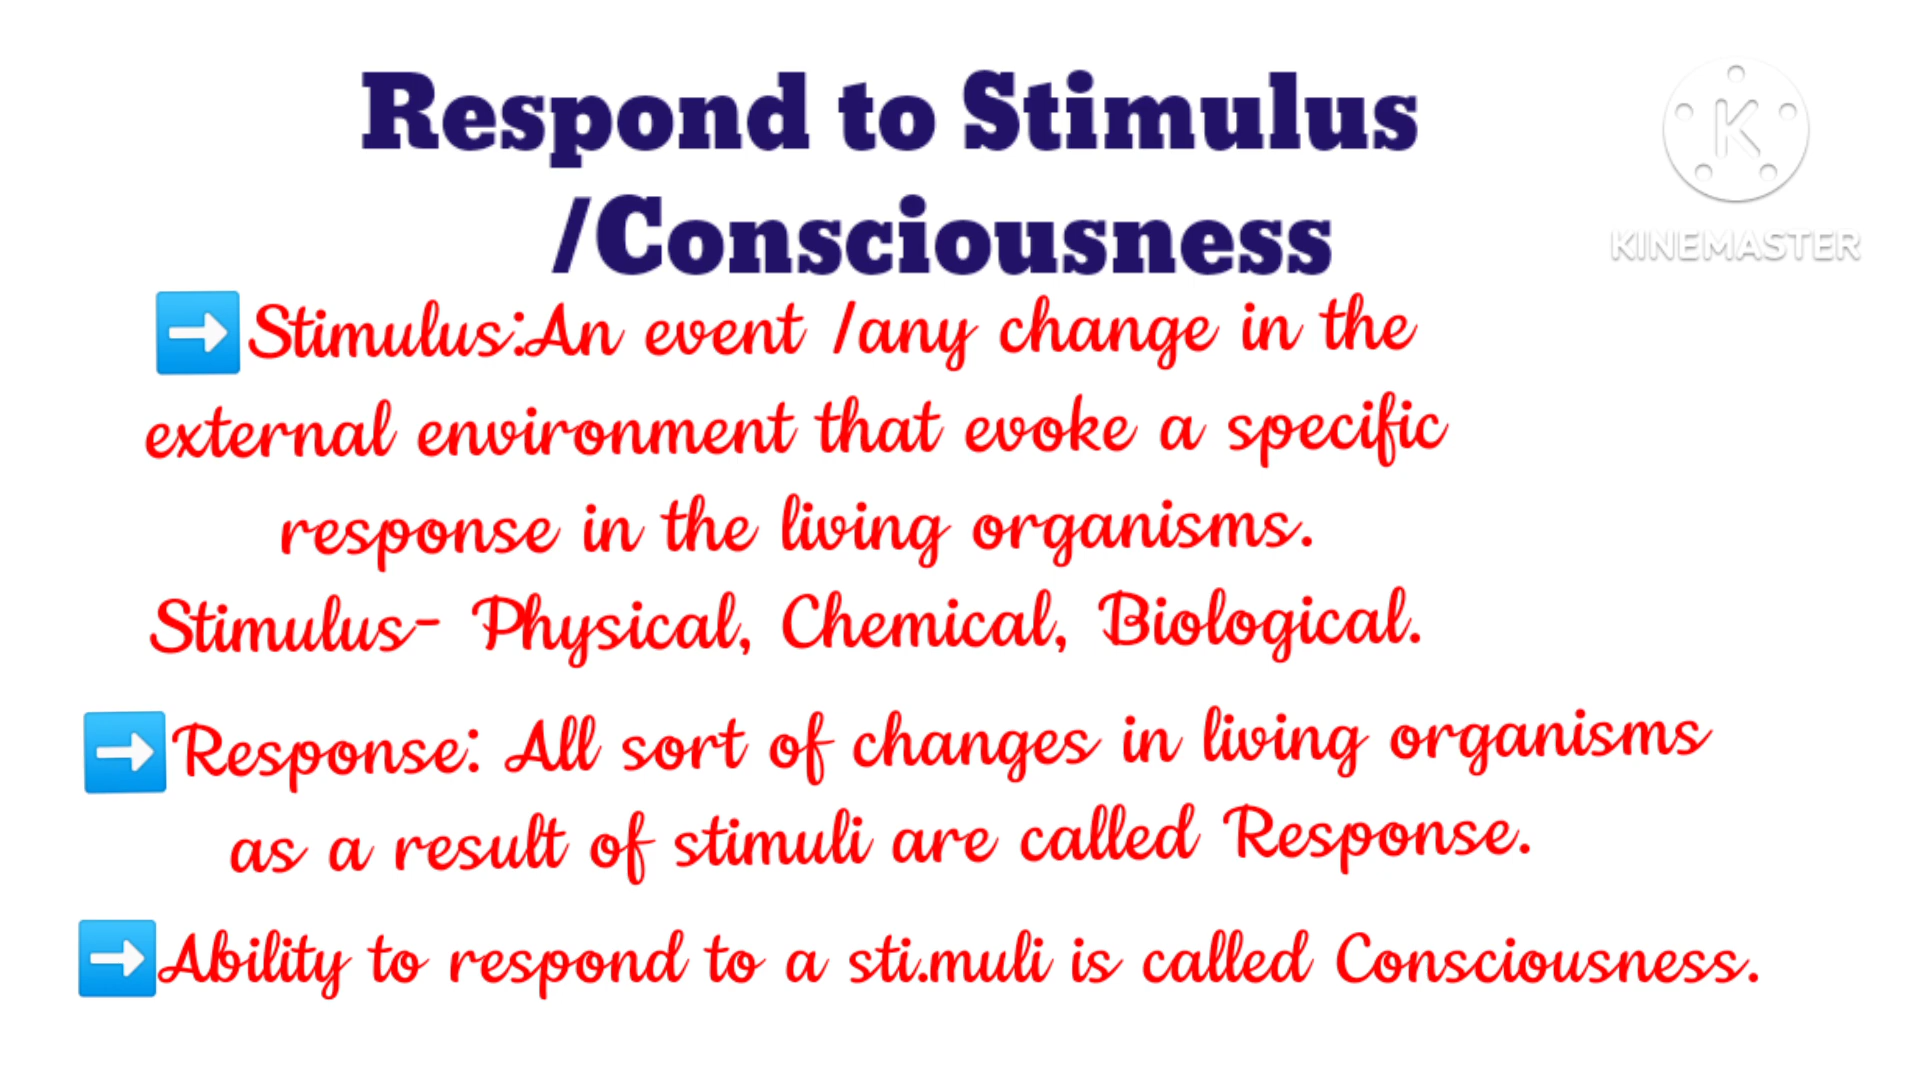 Respond to Stimulus
/Consciousness
KINEMASTER
➡Stimulus:An event /any change in the
external environment that evoke a specific
response in the living organisms.
Stimulus- Physical, Chemical, Biological.
➡Response: All sort of changes in living organisms
as a result of stimuli are called Response.
➡Ability to respond to a sti.muli is called Consciousness.